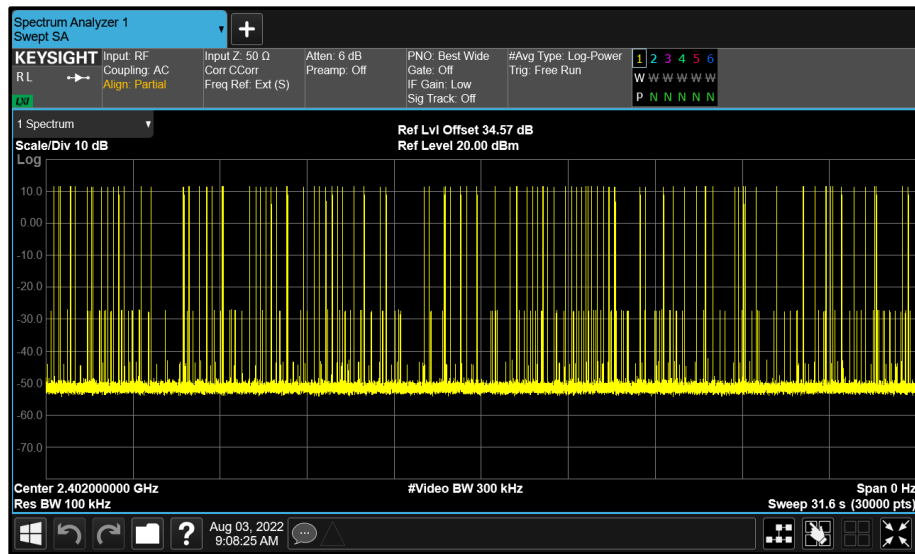 Spectrum Analyzer 1
Swept SA
KEYSIGHT
R L
LXI
Input: RF
Coupling: AC
Align: Partial
Input Z: 50 Ω
Corr CCorr
Freq Ref: Ext (S)
Atten: 6 dB
Preamp: Off
PNO: Best Wide
Gate: Off
IF Gain: Low
Sig Track: Off
#Avg Type: Log-Power
Trig: Free Run
1 2 3 4 5 6
W W W W W W
P N N N N N
1 Spectrum
Scale/Div 10 dB
Ref Lvl Offset 34.57 dB
Ref Level 20.00 dBm
Log
10.0
0.00
-10.0
-20.0
-30.0
-40.0
-50.0
-60.0
-70.0
Center 2.402000000 GHz
Res BW 100 kHz
#Video BW 300 kHz
Span 0 Hz
Sweep 31.6 s (30000 pts)
?
Aug 03, 2022
9:08:25 AM